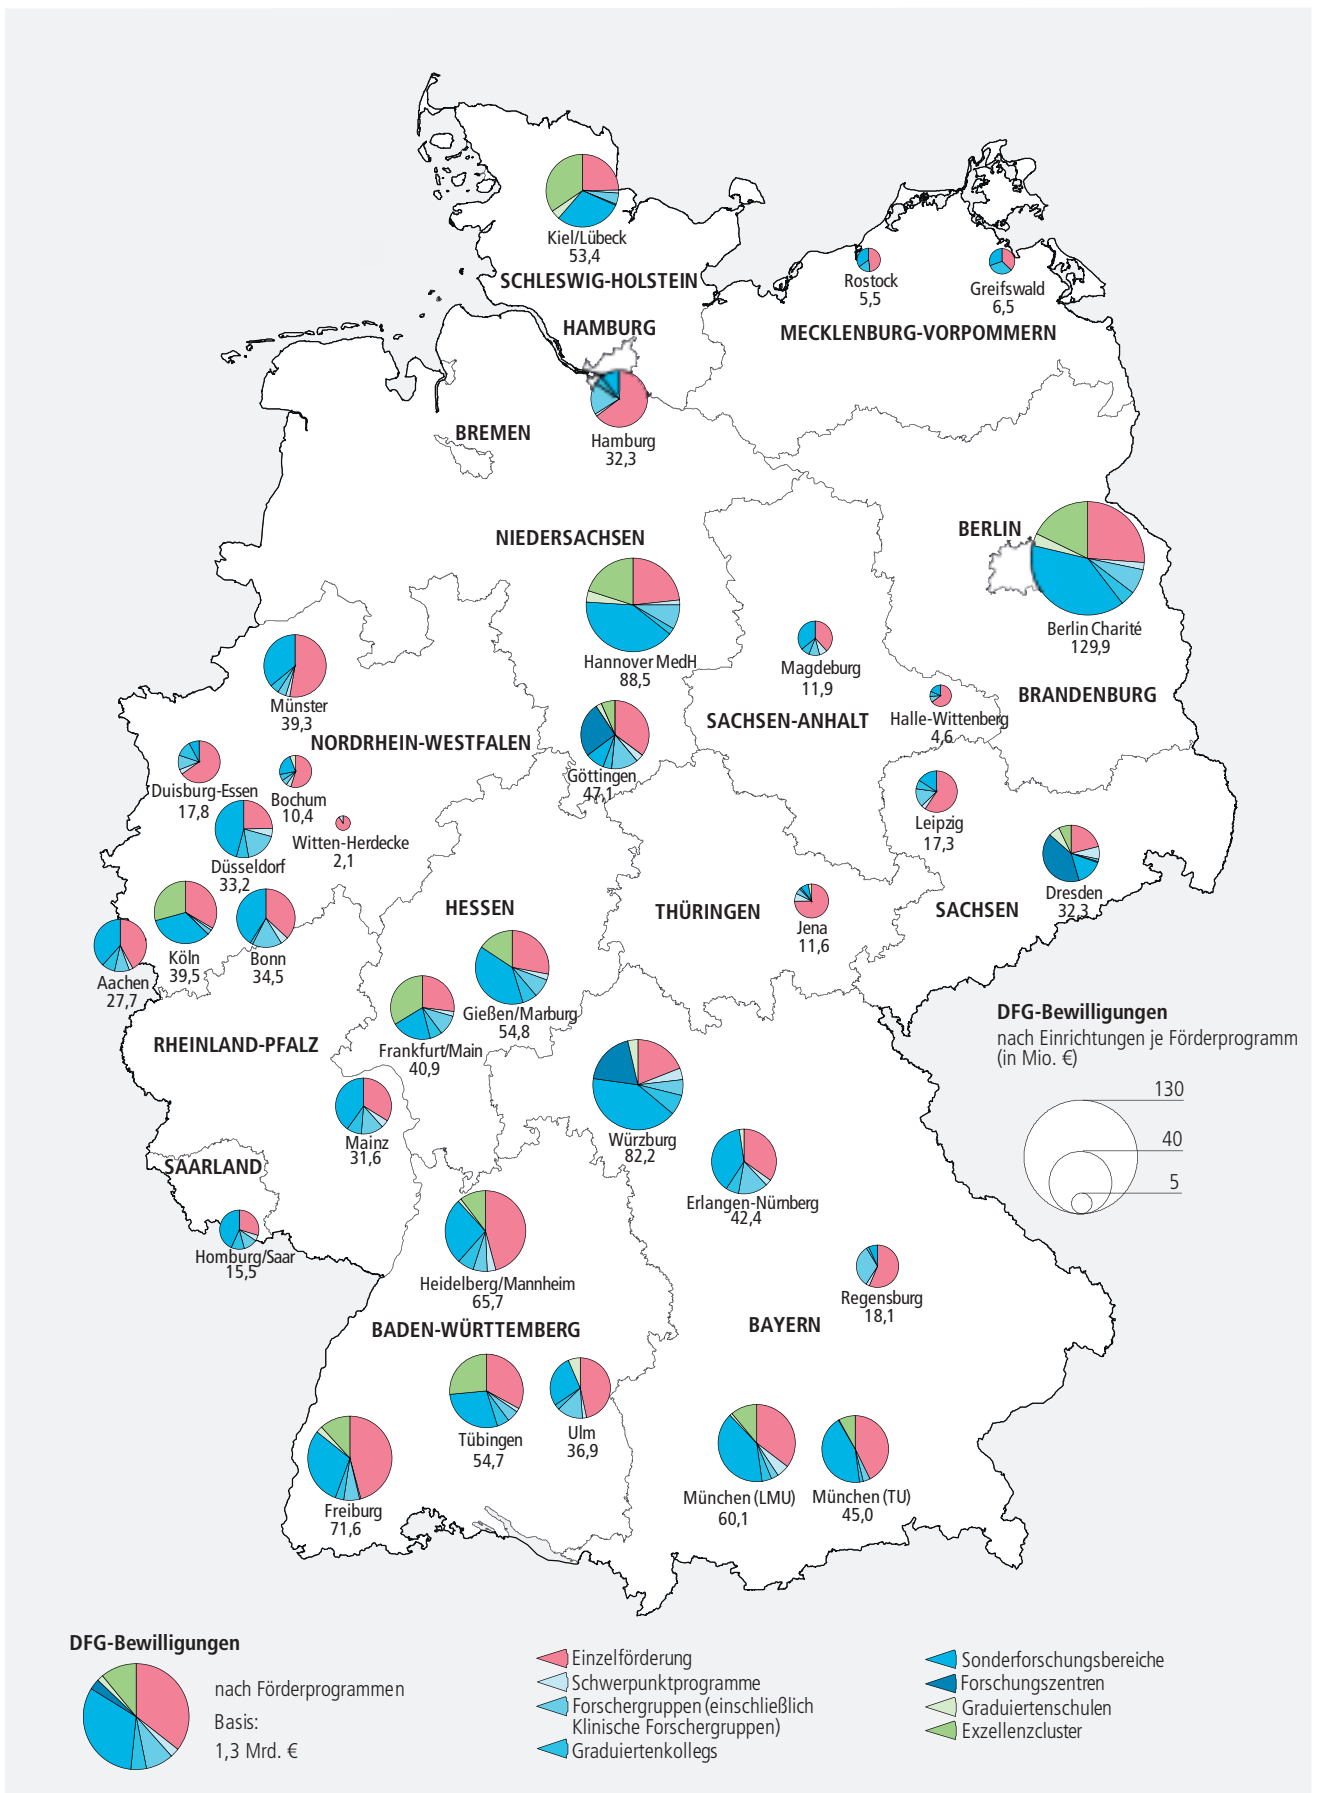 Kiel/Lübeck
53,4
SCHLESWIG-HOLSTEIN
Rostock
5,5
Greifswald
6,5
MECKLENBURG-VORPOMMERN
HAMBURG
Hamburg
32,3
BREMEN
NIEDERSACHSEN
BERLIN
Berlin Charité
129,9
Hannover MedH
88,5
Magdeburg
11,9
BRANDENBURG
Halle-Wittenberg
4,6
SACHSEN-ANHALT
Münster
39,3
NORDRHEIN-WESTFALEN
Göttingen
47,1
Duisburg-Essen
17,8
Bochum
10,4
Witten-Herdecke
2,1
Düsseldorf
33,2
Leipzig
17,3
Dresden
32,3
HESSEN
THÜRINGEN
SACHSEN
Jena
11,6
Köln
39,5
Bonn
34,5
Aachen
27,7
Gießen/Marburg
54,8
Frankfurt/Main
40,9
RHEINLAND-PFALZ
DFG-Bewilligungen
nach Einrichtungen je Förderprogramm
(in Mio. €)
130
40
5
Mainz
31,6
Würzburg
82,2
SAARLAND
Erlangen-Nürnberg
42,4
Homburg/Saar
15,5
Heidelberg/Mannheim
65,7
Regensburg
18,1
BADEN-WÜRTTEMBERG
BAYERN
Tübingen
54,7
Ulm
36,9
Freiburg
71,6
München (LMU)
60,1
München (TU)
45,0
DFG-Bewilligungen
nach Förderprogrammen
Basis:
1,3 Mrd. €
Einzelförderung
Schwerpunktprogramme
Forschergruppen (einschließlich
Klinische Forschergruppen)
Graduiertenkollegs
Sonderforschungsbereiche
Forschungszentren
Graduiertenschulen
Exzellenzcluster